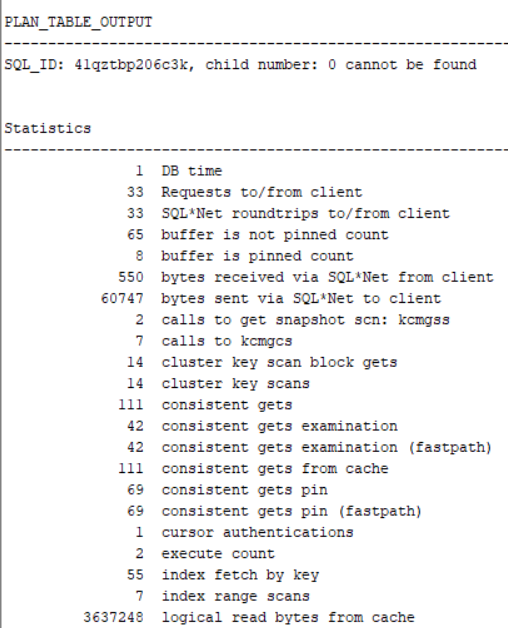 PLAN_TABLE_OUTPUT
SQL_ID: 41qztbp206c3k, child number: 0 cannot be found
Statistics
1 DB time
33 Requests to/from client
33 SQL*Net roundtrips to/from client
65 buffer is not pinned count
8 buffer is pinned count
550 bytes received via SQL*Net from client
60747 bytes sent via SQL*Net to client
2 calls to get snapshot scn: kcmgss
7 calls to kcmgcs
14 cluster key scan block gets
14 cluster key scans
111 consistent gets
42 consistent gets examination
42 consistent gets examination (fastpath)
111 consistent gets from cache
69 consistent gets pin
69 consistent gets pin (fastpath)
1 cursor authentications
2 execute count
55 index fetch by key
7 index range scans
3637248 logical read bytes from cache